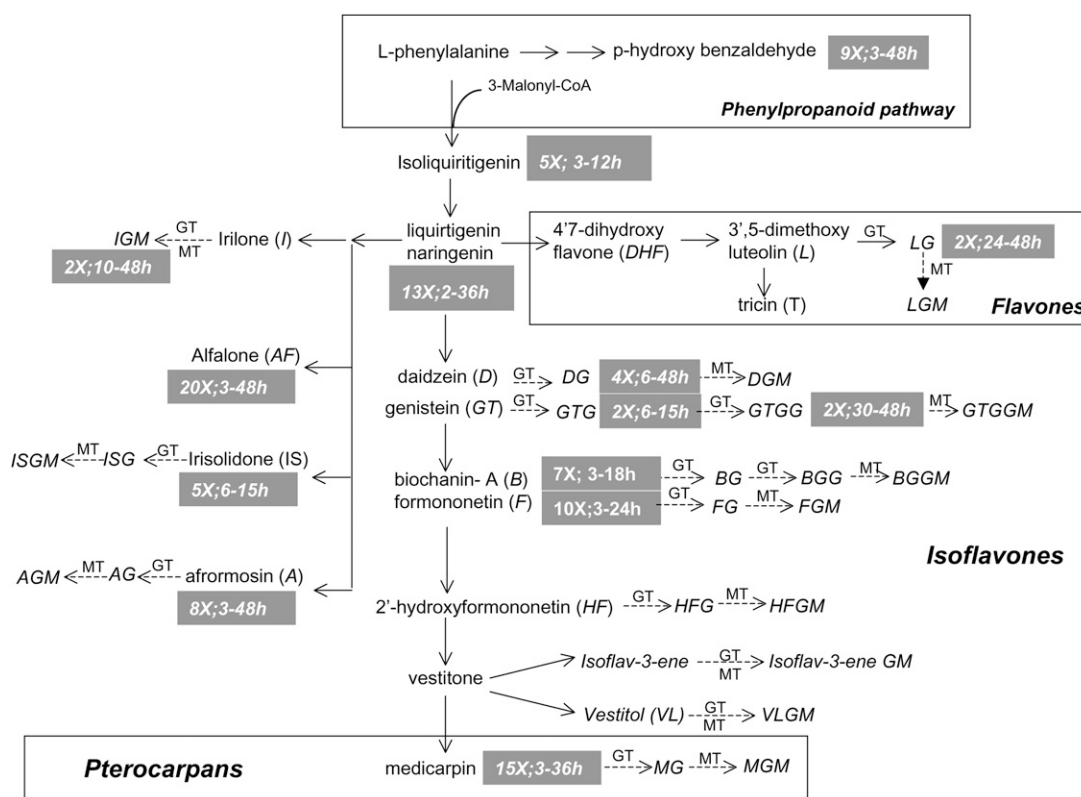 L-phenylalanine p-hydroxy benzaldehyde 9X;3-48h
3-Malonyl-CoA
Phenylpropanoid pathway
Isoliquiritigenin 5X; 3-12h
IGM GT MT Irilone (I)
2X;10-48h
liquirtigenin
naringenin
13X;2-36h
4'7-dihydroxy
flavone (DHF)
3',5-dimethoxy
luteolin (L)
GT LG 2X;24-48h
MT
tricin (T) LGM
Flavones
Alfalone (AF)
20X;3-48h
daidzein (D) GT DG 4X;6-48h MT DGM
genistein (GT) GT GTG 2X;6-15h GT GTGG 2X;30-48h MT GTGGM
ISGM MT ISG GT Irisolidone (IS)
5X;6-15h
biochanin- A (B) 7X; 3-18h GT BG GT BGG MT BGGM
formononetin (F) 10X;3-24h GT FG MT FGM
Isoflavones
AGM MT AG GT afrormosin (A)
8X;3-48h
2'-hydroxyformononetin (HF) GT HFG MT HFGM
vestitone
Isoflav-3-ene GT MT Isoflav-3-ene GM
Vestitol (VL) GT MT VLGM
Pterocarpans
medicarpin 15X;3-36h GT MG MT MGM